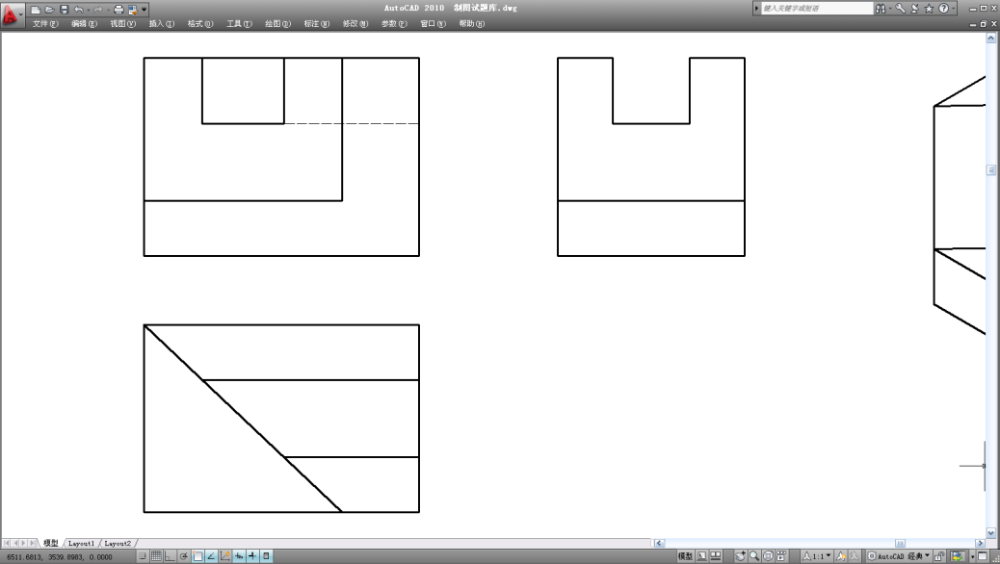 AutoCAD 2010 制图试题库.dwg
键入关键字或短语
文件(F) 编辑(E) 视图(V) 插入(I) 格式(O) 工具(T) 绘图(D) 标注(N) 修改(M) 参数(P) 窗口(W) 帮助(H)
模型 Layout1 Layout2
6511.6813, 3539.8983, 0.0000
模型
1:1
AutoCAD 经典